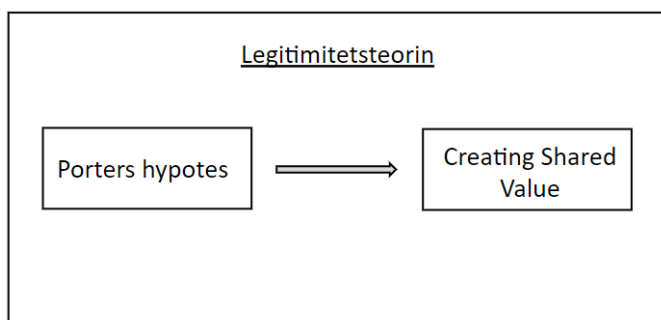 Legitimitetsteorin
Porters hypotes
Creating Shared
Value